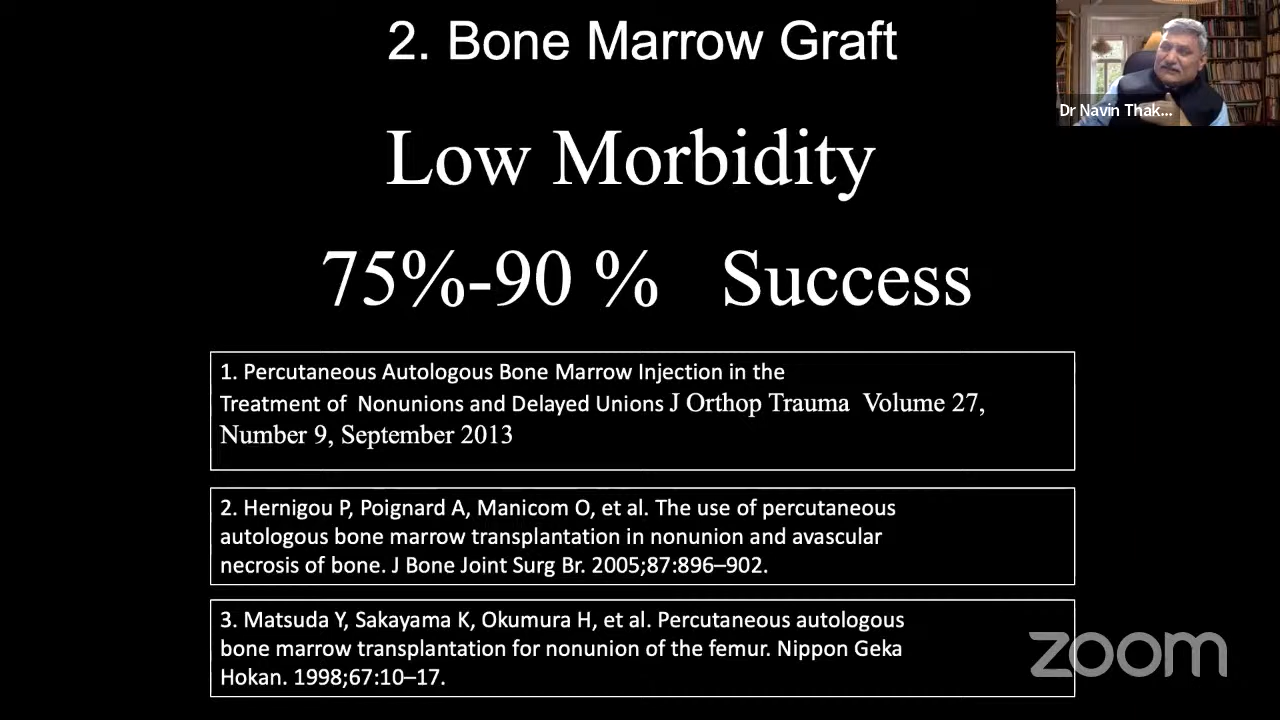 2. Bone Marrow Graft
Dr Navin Thak...
Low Morbidity
75%-90 % Success
1. Percutaneous Autologous Bone Marrow Injection in the
Treatment of Nonunions and Delayed Unions J Orthop Trauma Volume 27,
Number 9, September 2013
2. Hernigou P, Poignard A, Manicom O, et al. The use of percutaneous
autologous bone marrow transplantation in nonunion and avascular
necrosis of bone. J Bone Joint Surg Br. 2005;87:896–902.
3. Matsuda Y, Sakayama K, Okumura H, et al. Percutaneous autologous
bone marrow transplantation for nonunion of the femur. Nippon Geka
Hokan. 1998;67:10–17.
zoom